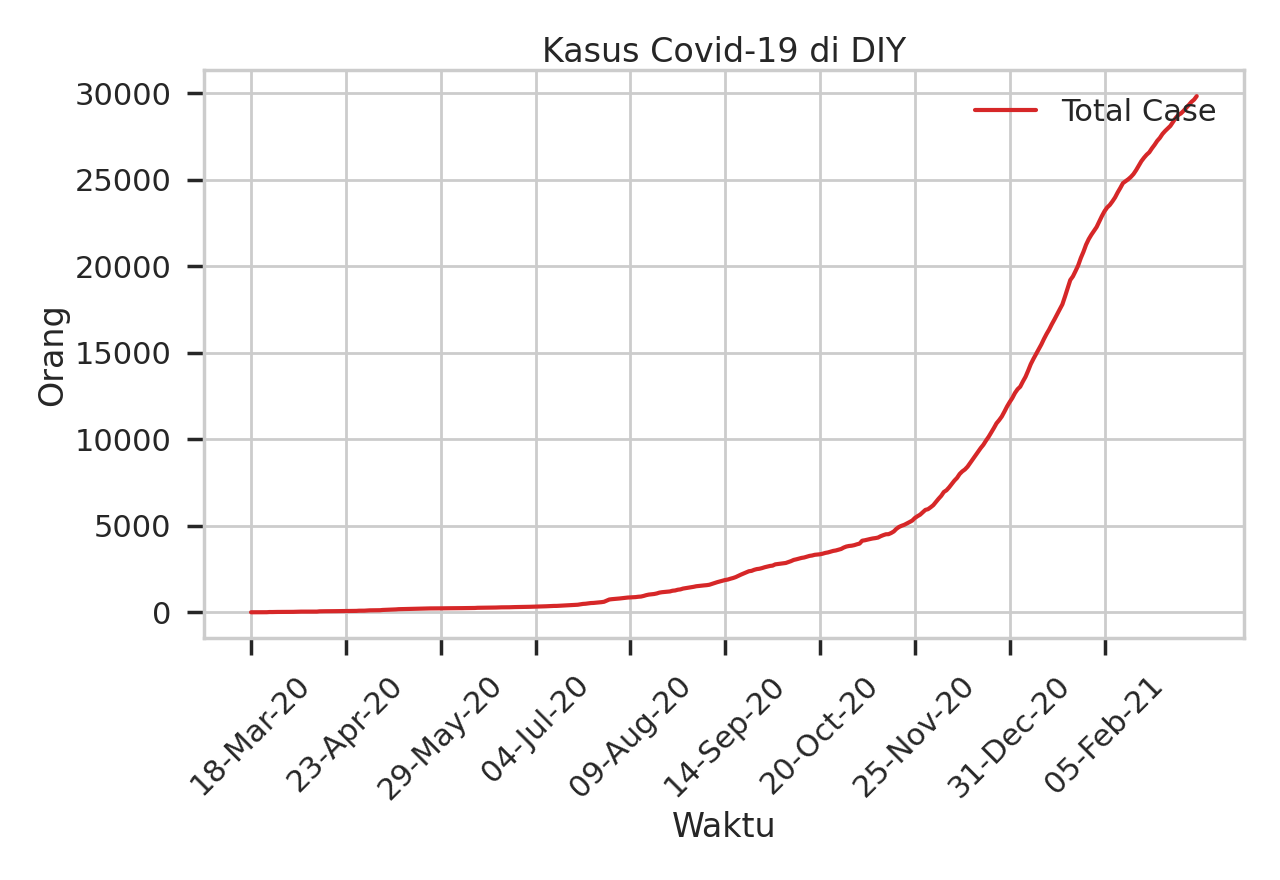 Kasus Covid-19 di DIY
Total Case
Orang
30000
25000
20000
15000
10000
5000
0
18-Mar-20
23-Apr-20
29-May-20
04-Jul-20
09-Aug-20
14-Sep-20
20-Oct-20
25-Nov-20
31-Dec-20
05-Feb-21
Waktu